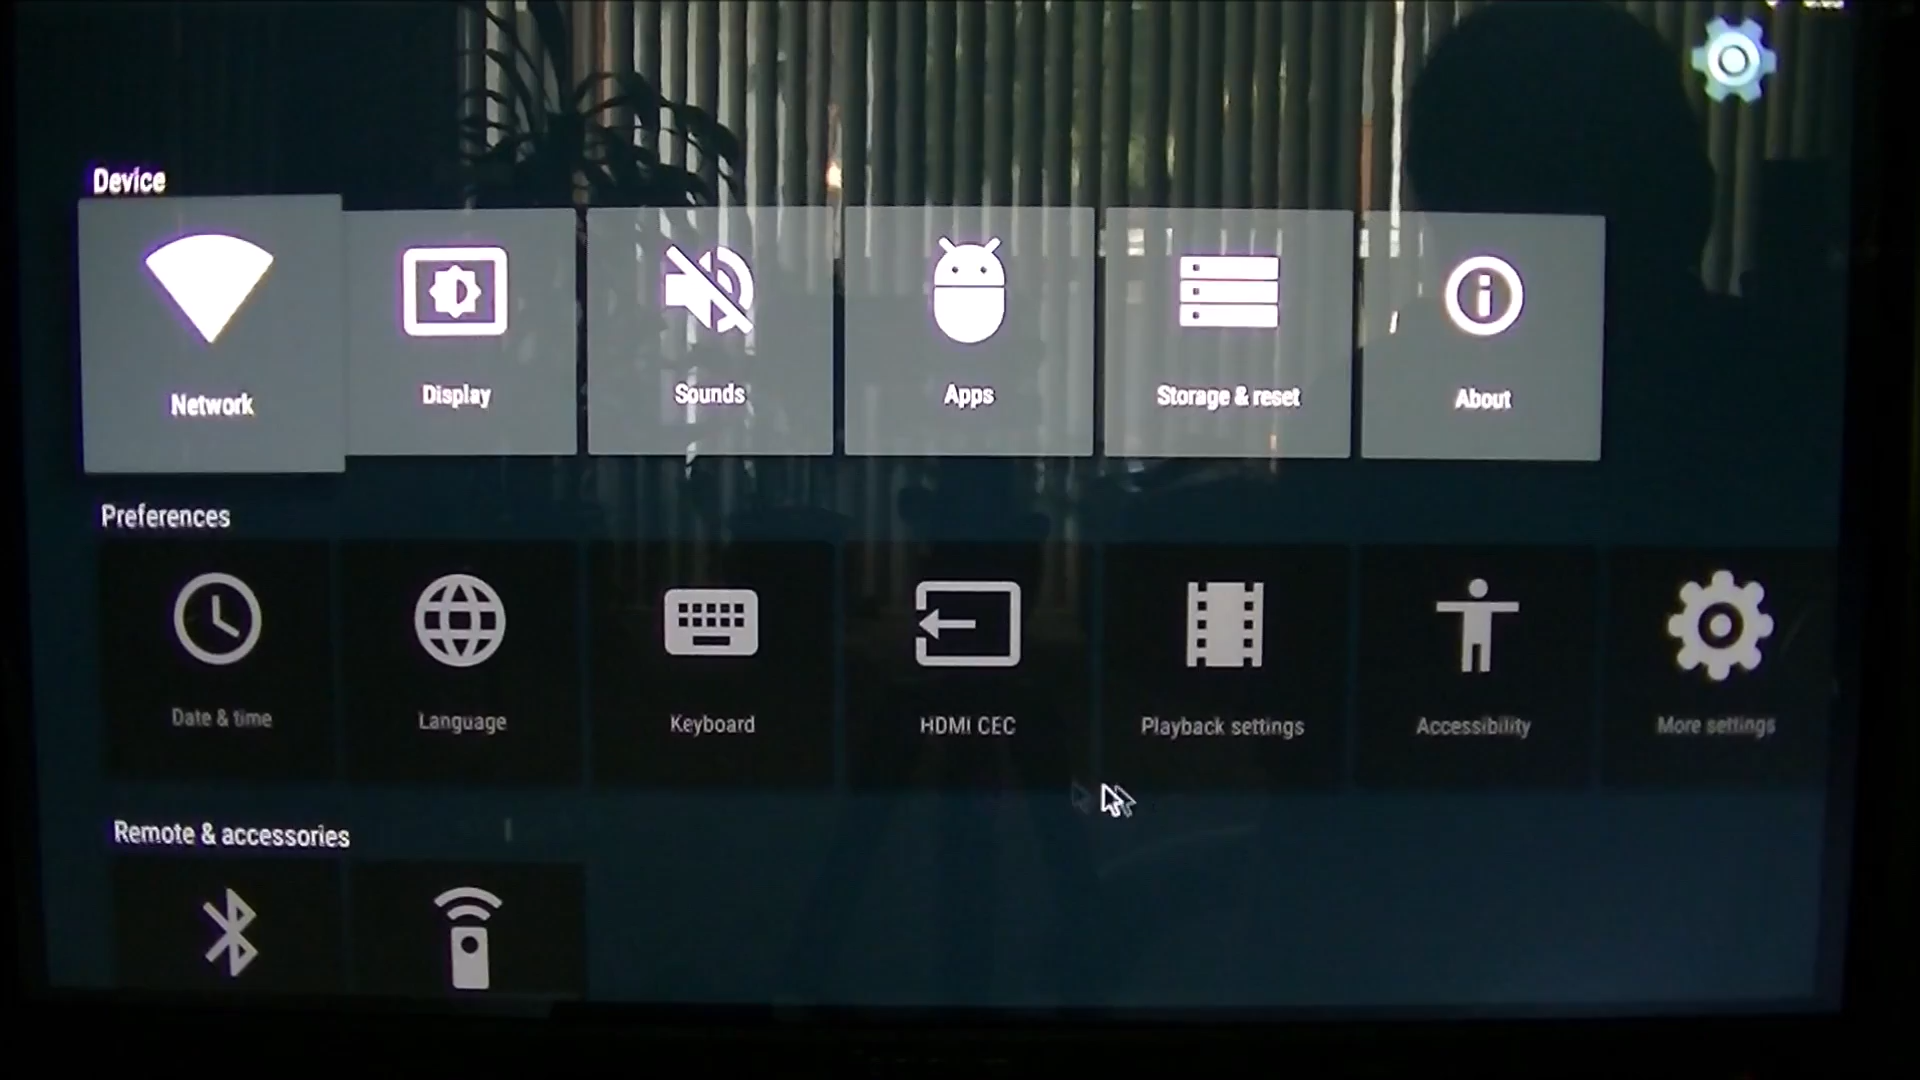 Device
Network Display Sounds Apps Storage & reset About
Preferences
Date & time Language Keyboard HDMI CEC Playback settings Accessibility More settings
Remote & accessories